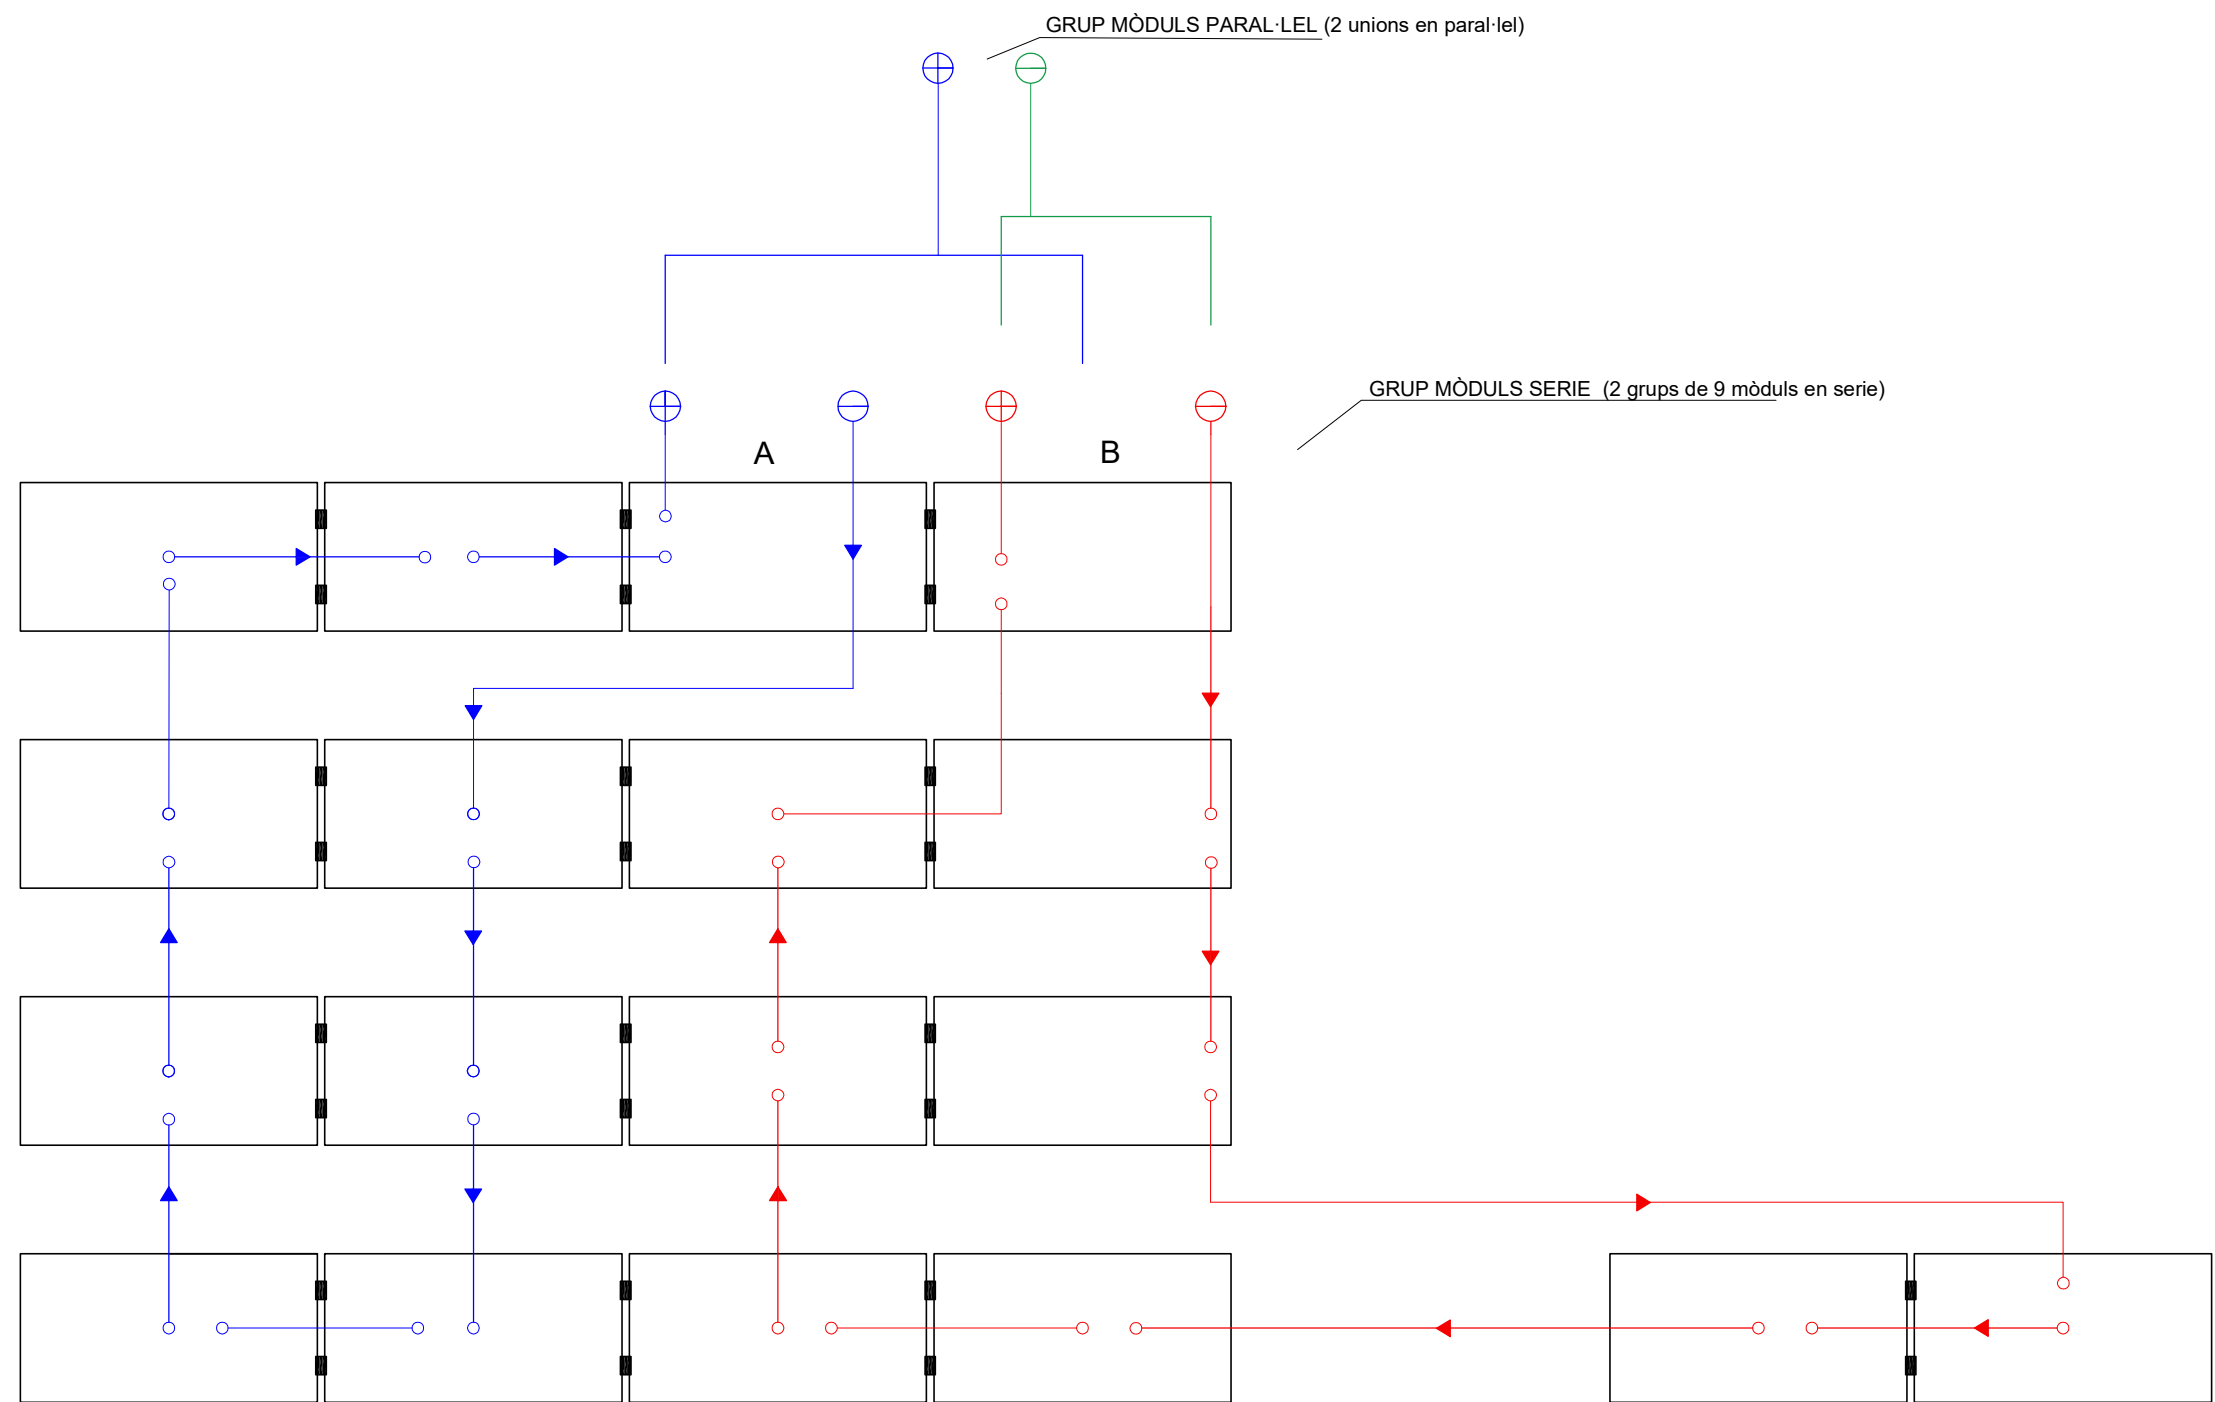 GRUP MÒDULS PARAL·LEL (2 unions en paral·lel)
GRUP MÒDULS SERIE  (2 grups de 9 mòduls en serie)
A
B